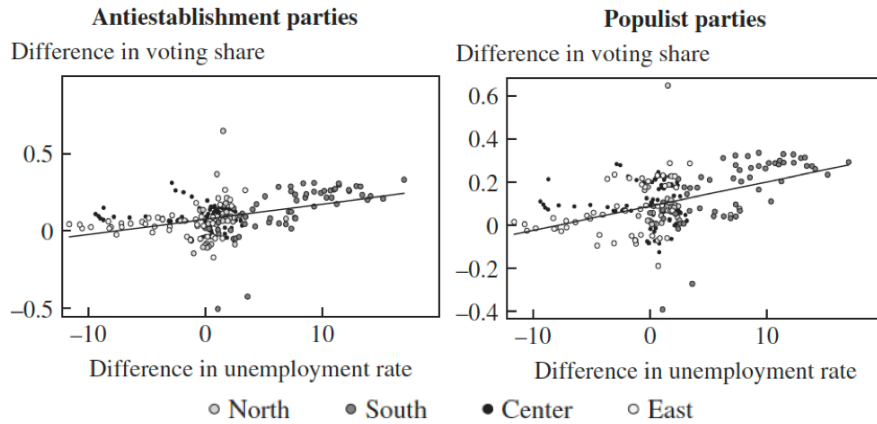 Antiestablishment parties
Difference in voting share
0.5
0
−0.5
−10 0 10
Difference in unemployment rate
Populist parties
Difference in voting share
0.6
0.4
0.2
0
−0.2
−0.4
−10 0 10
Difference in unemployment rate
North South Center East